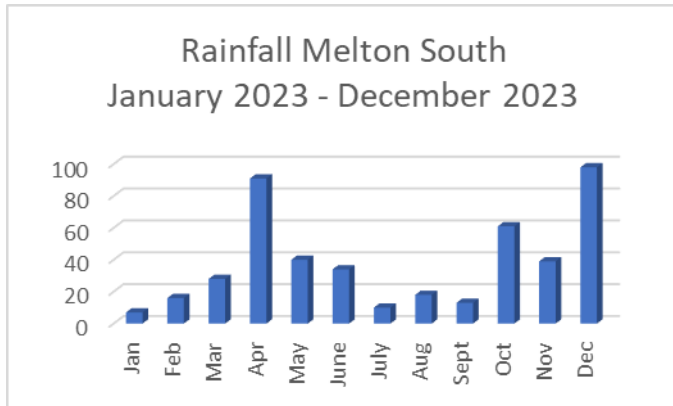 Rainfall Melton South
January 2023 - December 2023
100
80
60
40
20
0
Jan
Feb
Mar
Apr
May
June
July
Aug
Sept
Oct
Nov
Dec